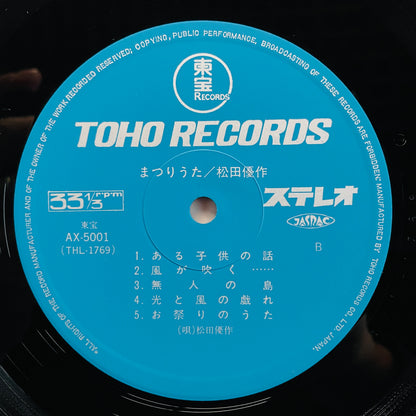 *ALL RIGHTS OF THE RECORD MANUFACTURER AND OF THE OWNER OF THE WORK RECORDED RESERVED; COPYING, PUBLIC PERFORMANCE, BROADCASTING OF THESE RECORDS ARE FORBIDDEN! MANUFACTURED BY TOHO RECORDS CO., LTD. JAPAN.
東宝
RECORDS
TOHO RECORDS
まつりうた／松田優作
33 1/3 rpm
ステレオ
東宝
AX-5001
(THL-1769)
JASRAC
B
1. ある子供の話
2. 風が吹く……
3. 無人の島
4. 光と風の戯れ
5. お祭りのうた
(唄)松田優作